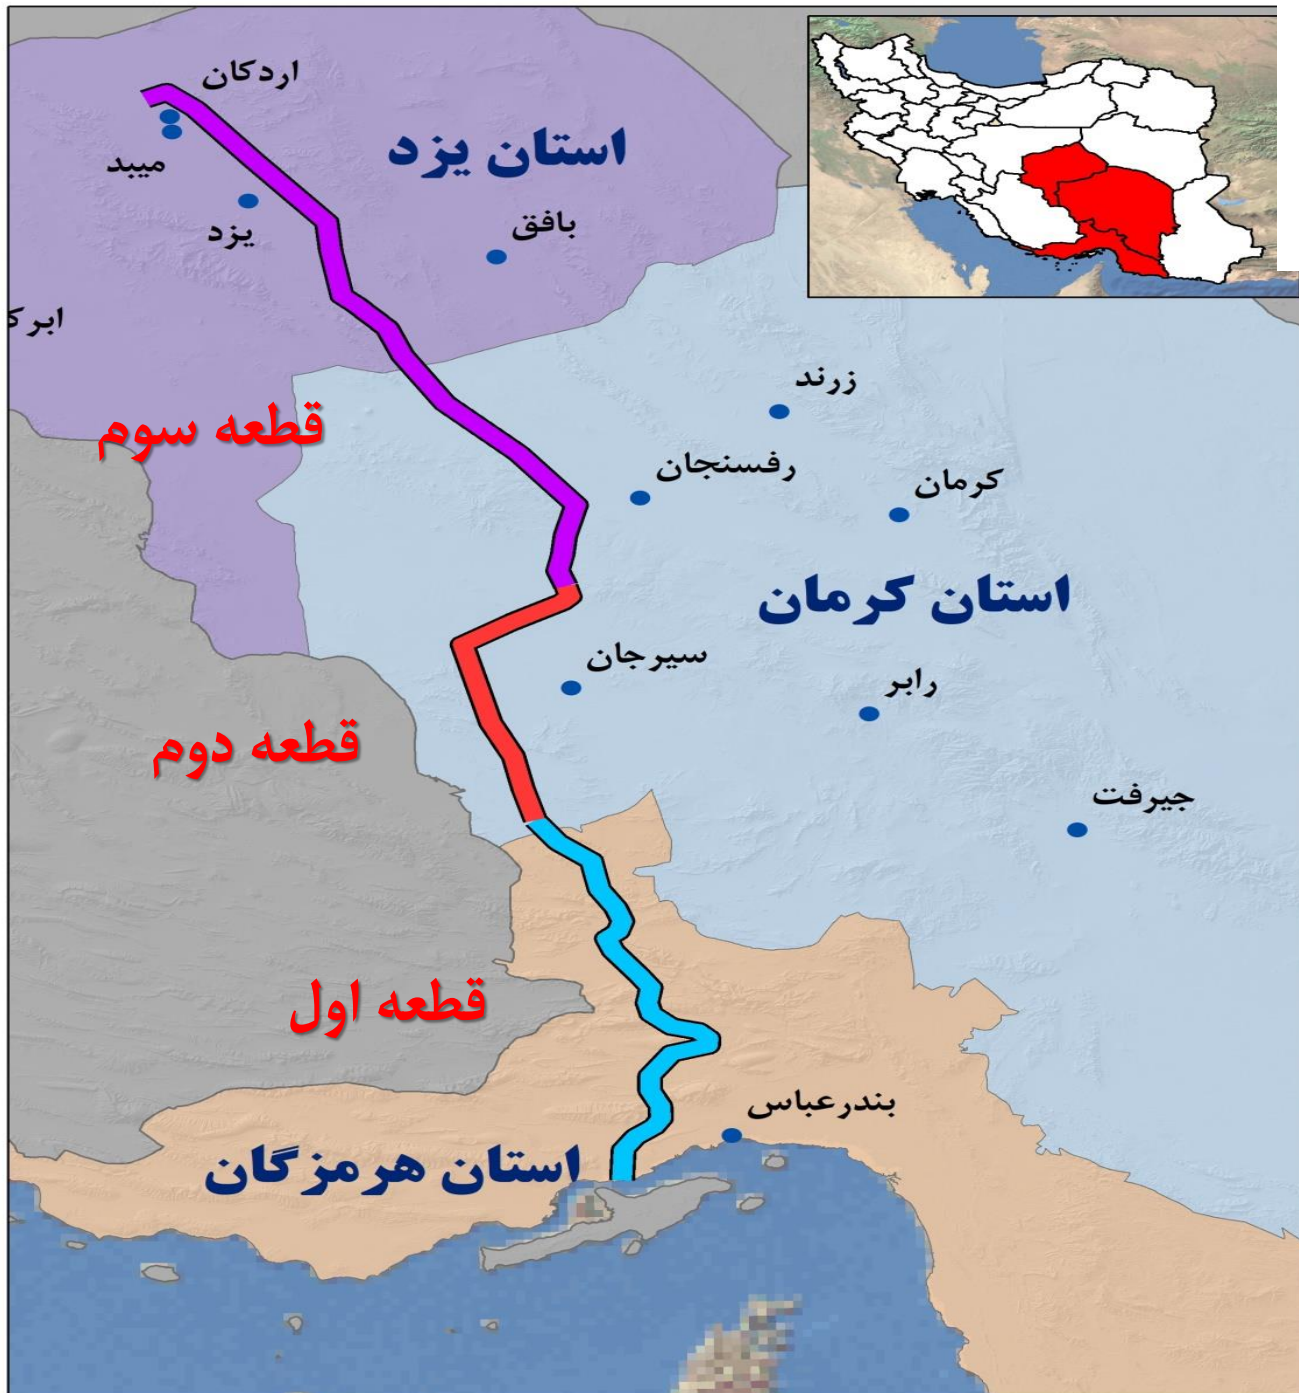 اردکان
استان یزد
میبد
یزد
بافق
ابرک
زرند
قطعه سوم
رفسنجان
کرمان
استان کرمان
سیرجان
رابر
قطعه دوم
جیرفت
قطعه اول
بندرعباس
استان هرمزگان